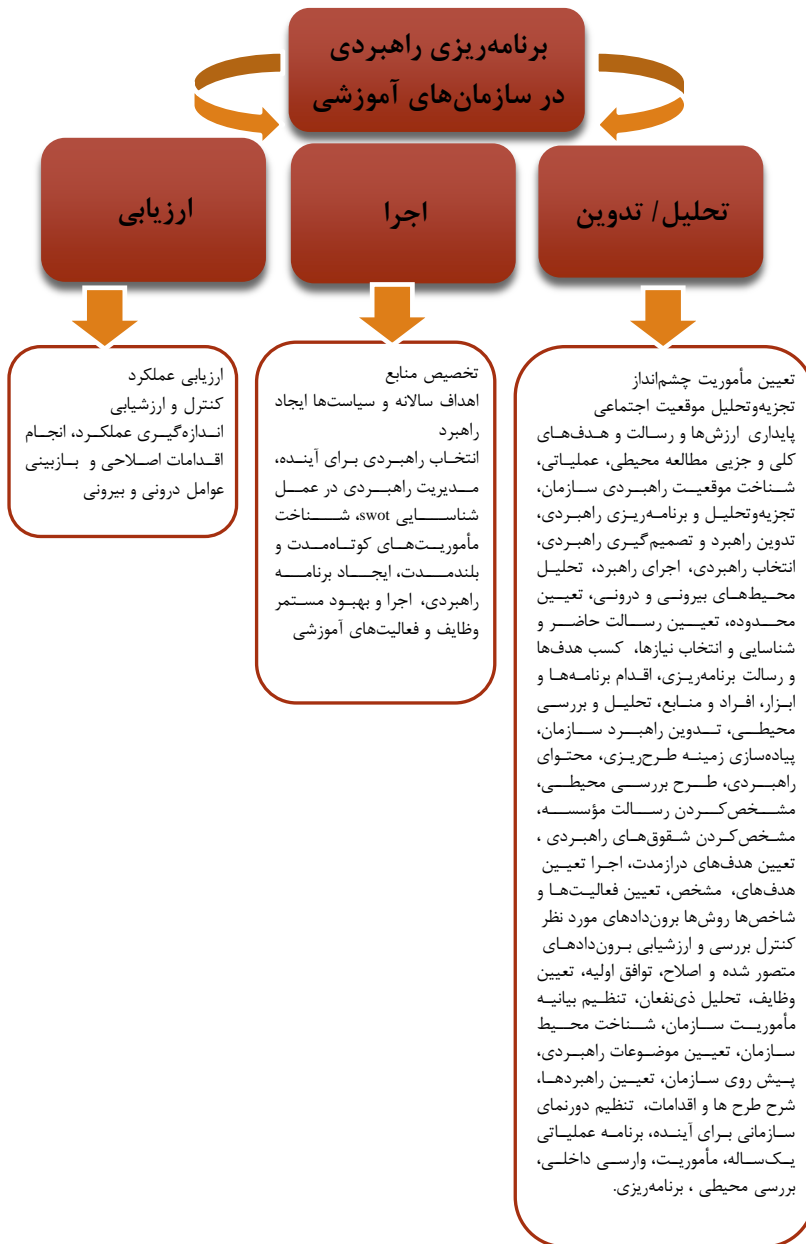 برنامه‌ریزی راهبردی
در سازمان‌های آموزشی
تحلیل/ تدوین
اجرا
ارزیابی
تعیین مأموریت چشم‌انداز
تجزیه‌وتحلیل موقعیت اجتماعی
پایداری ارزش‌ها و رسالت و هدف‌های
کلی و جزیی مطالعه محیطی، عملیاتی،
شناخت موقعیت راهبردی سازمان،
تجزیه‌وتحلیل و برنامه‌ریزی راهبردی،
تدوین راهبرد و تصمیم‌گیری راهبردی،
انتخاب راهبردی، اجرای راهبرد، تحلیل
محیط‌های بیرونی و درونی، تعیین
محدوده، تعیین رسالت حاضر و
شناسایی و انتخاب نیازها، کسب هدف‌ها
و رسالت برنامه‌ریزی، اقدام برنامه‌ها و
ابزار، افراد و منابع، تحلیل و بررسی
محیطی، تدوین راهبرد سازمان،
پیاده‌سازی زمینه طرح‌ریزی، محتوای
راهبردی، طرح بررسی محیطی،
مشخص‌کردن رسالت مؤسسه،
مشخص‌کردن شقوق‌های راهبردی ،
تعیین هدف‌های درازمدت، اجرا تعیین
هدف‌های، مشخص، تعیین فعالیت‌ها و
شاخص‌ها روش‌ها برون‌دادهای مورد نظر
کنترل بررسی و ارزشیابی برون‌دادهای
متصور شده و اصلاح، توافق اولیه، تعیین
وظایف، تحلیل ذی‌نفعان، تنظیم بیانیه
مأموریت سازمان، شناخت محیط
سازمان، تعیین موضوعات راهبردی،
پیش روی سازمان، تعیین راهبردها،
شرح طرح ها و اقدامات، تنظیم دورنمای
سازمانی برای آینده، برنامه عملیاتی
یک‌ساله، مأموریت، وارسی داخلی،
بررسی محیطی ، برنامه‌ریزی.
تخصیص منابع
اهداف سالانه و سیاست‌ها ایجاد
راهبرد
انتخاب راهبردی برای آینده،
مدیریت راهبردی در عمل
شناسایی swot، شناخت
مأموریت‌های کوتاه‌مدت و
بلندمدت، ایجاد برنامه
راهبردی، اجرا و بهبود مستمر
وظایف و فعالیت‌های آموزشی
ارزیابی عملکرد
کنترل و ارزشیابی
اندازه‌گیری عملکرد، انجام
اقدامات اصلاحی و بازبینی
عوامل درونی و بیرونی